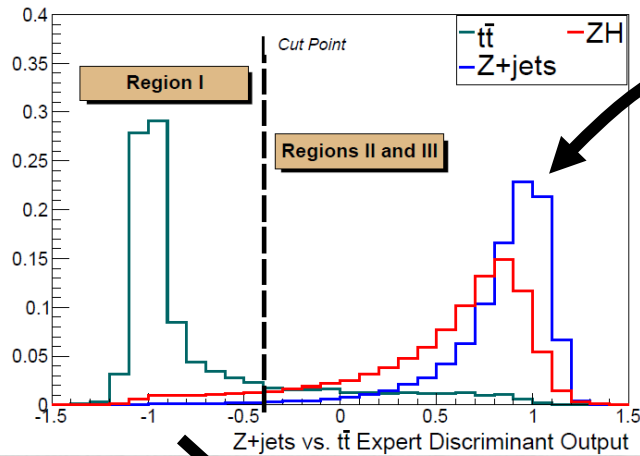 0.4
0.35
0.3
0.25
0.2
0.15
0.1
0.05
0
Cut Point
tt̄
ZH
Z+jets
Region I
Regions II and III
-1.5 -1 -0.5 0 0.5 1 1.5
Z+jets vs. tt̄ Expert Discriminant Output